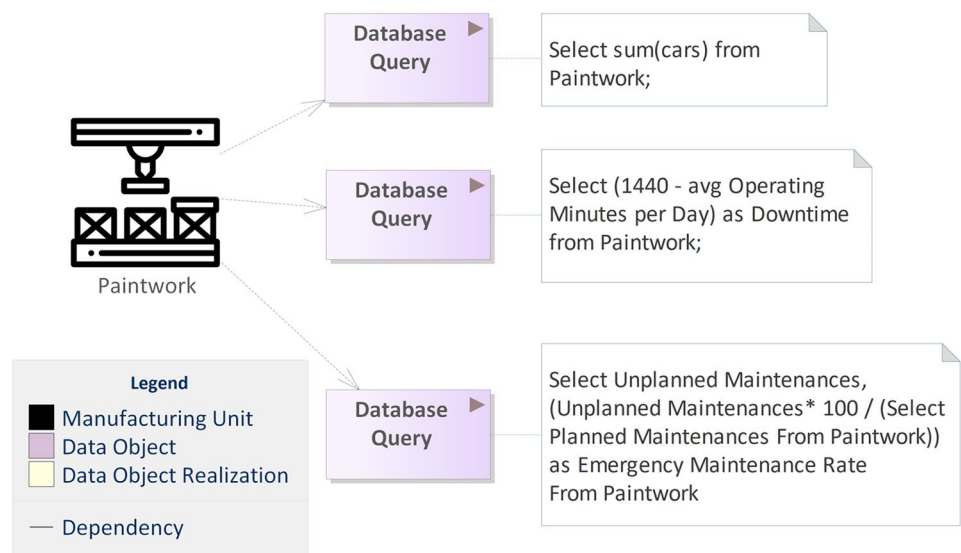 Database
Query
Select sum(cars) from
Paintwork;
Database
Query
Select (1440 - avg Operating
Minutes per Day) as Downtime
from Paintwork;
Paintwork
Database
Query
Select Unplanned Maintenances,
(Unplanned Maintenances* 100 / (Select
Planned Maintenances From Paintwork))
as Emergency Maintenance Rate
From Paintwork
Legend
Manufacturing Unit
Data Object
Data Object Realization
Dependency